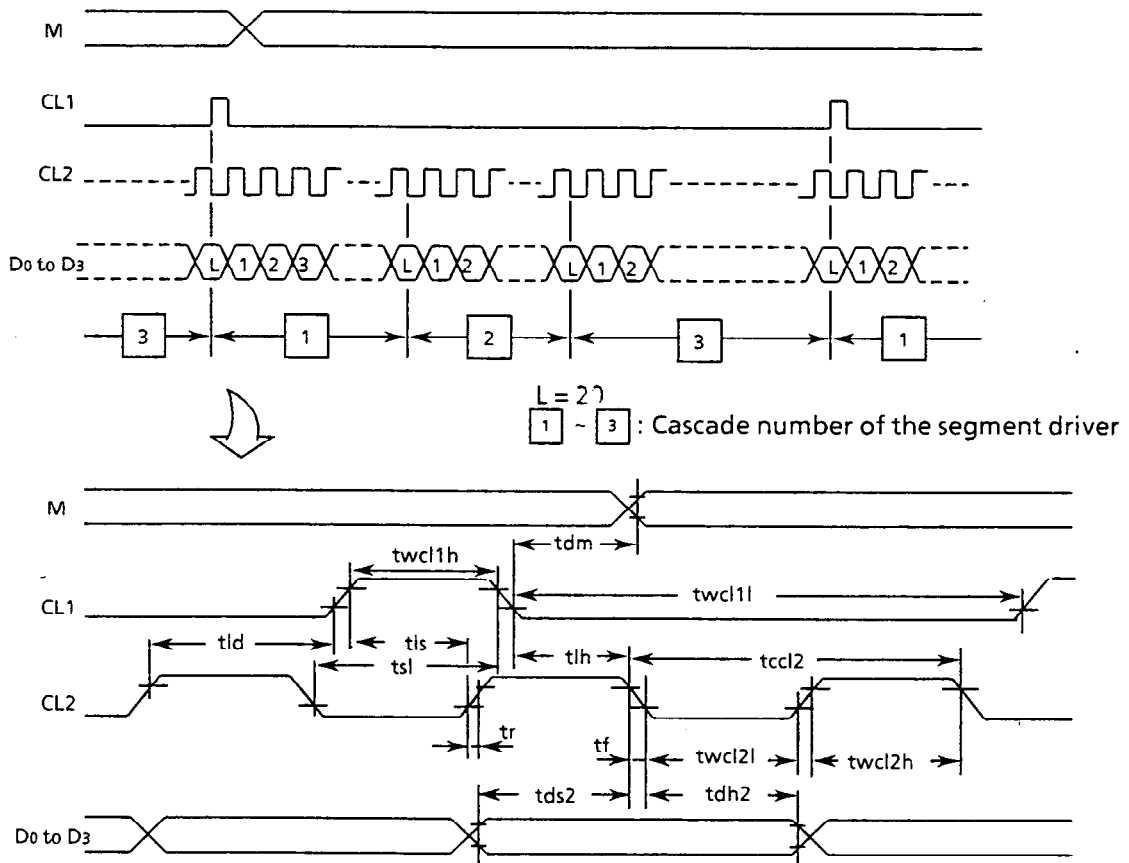 M
CL1
CL2
D0 to D3 L 1 2 3 L 1 2 L 1 2 L 1 2
3 1 2 3 1
L =
1 ~ 3 : Cascade number of the segment driver
M
tdm
twcl1h
CL1
twcl1l
tld tls tlh tccl2
tsl
CL2
tr tf twcl2l twcl2h
tds2 tdh2
D0 to D3